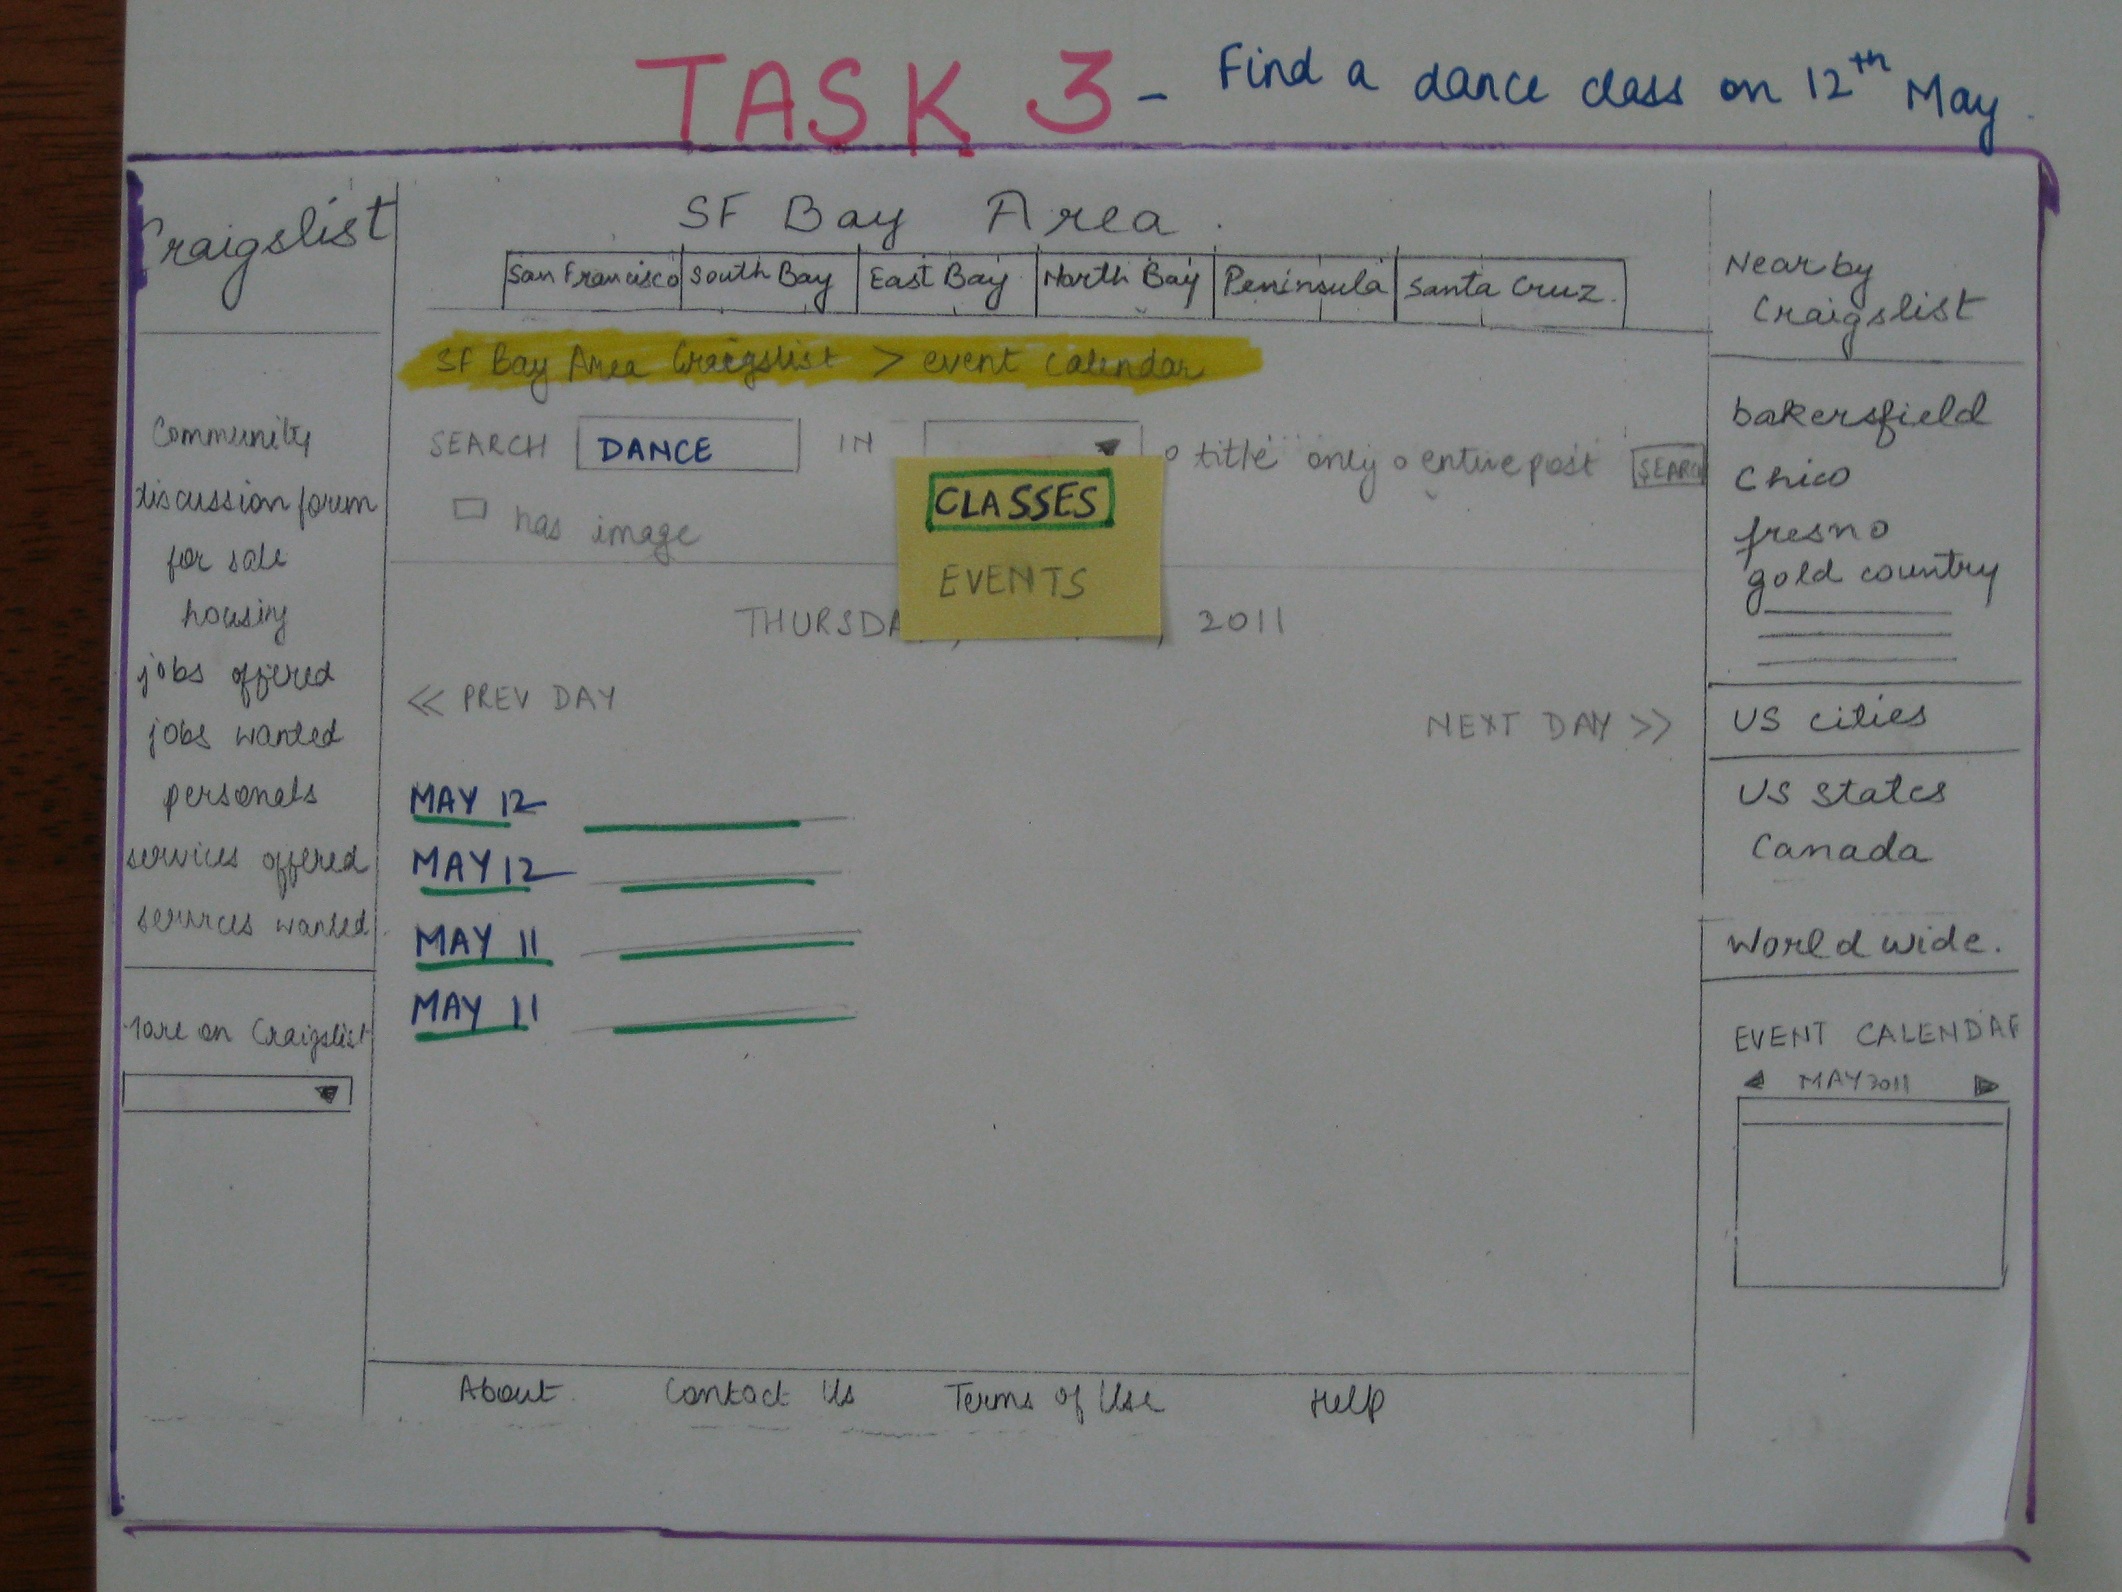 TASK 3 - Find a dance class on 12th May.
Craigslist
SF Bay Area.
San Francisco South Bay East Bay North Bay Peninsula Santa Cruz.
SF Bay Area Craigslist > event calendar
SEARCH DANCE IN o title only o entire post SEARCH
CLASSES
EVENTS
has image
THURSDA , 2011
<< PREV DAY NEXT DAY >>
MAY 12
MAY 12
MAY 11
MAY 11
Community
discussion forum
for sale
housing
jobs offered
jobs wanted
personals
services offered
services wanted.
More on Craigslist
Nearby
Craigslist
bakersfield
chico
fresno
gold country
US cities
US States
Canada
World wide.
EVENT CALENDAR
MAY 2011
About. Contact Us Terms of Use Help